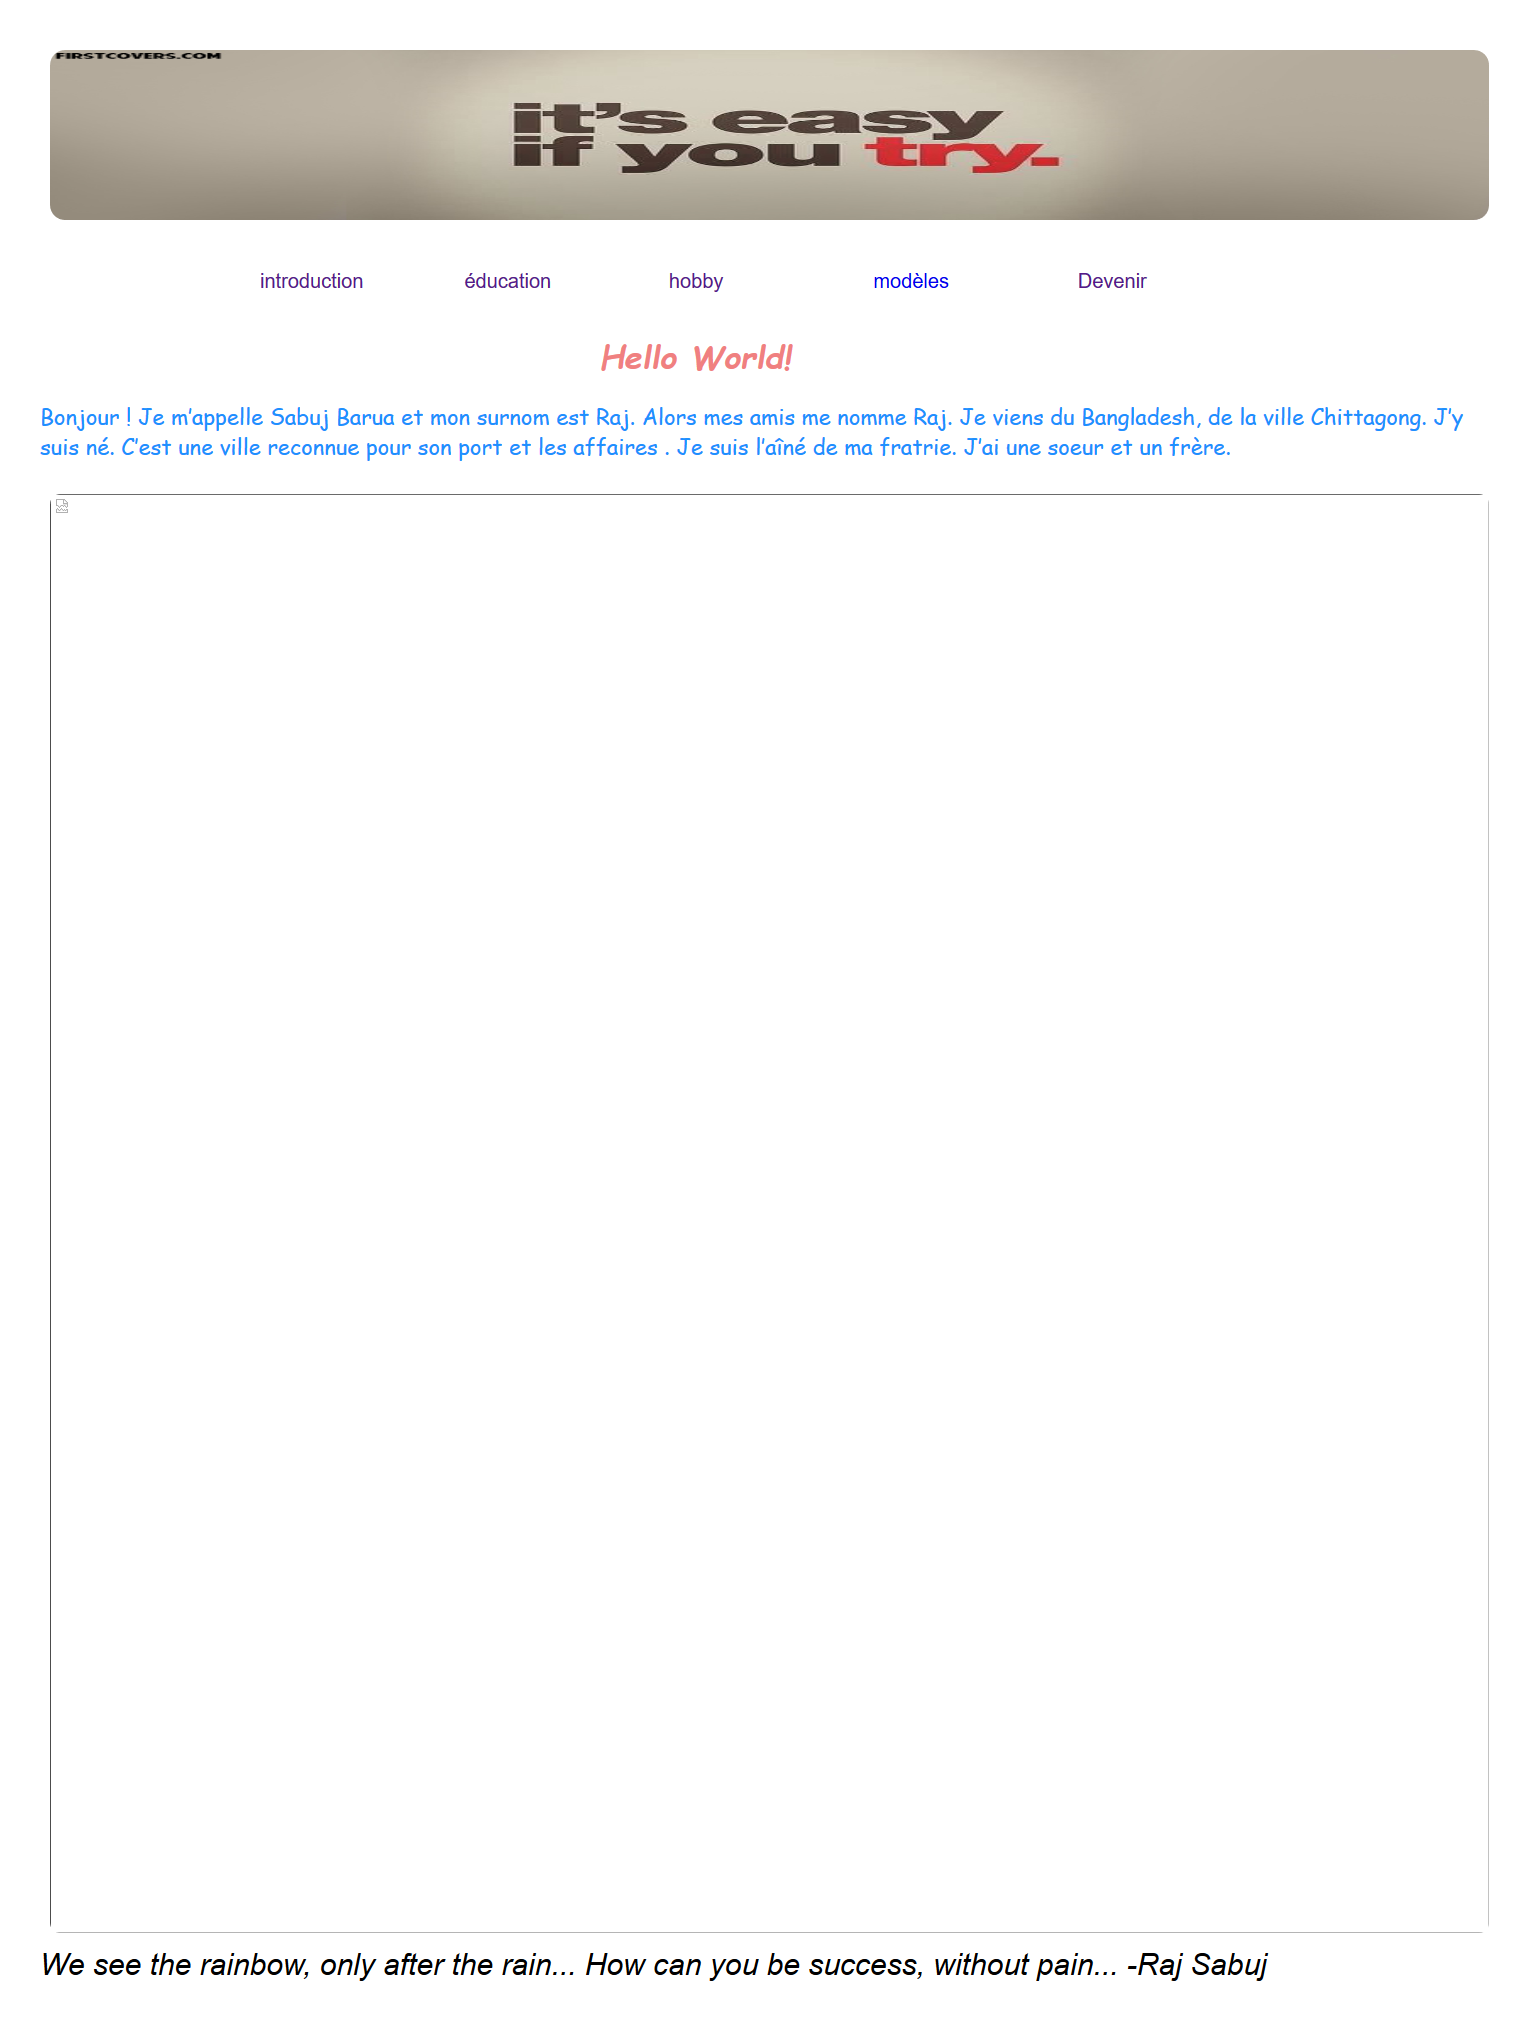 FIRSTCOVERS.COM
it's easy
if you try.
introduction éducation hobby modèles Devenir
Hello World!
Bonjour ! Je m'appelle Sabuj Barua et mon surnom est Raj. Alors mes amis me nomme Raj. Je viens du Bangladesh, de la ville Chittagong. J'y
suis né. C'est une ville reconnue pour son port et les affaires . Je suis l'aîné de ma fratrie. J'ai une soeur et un frère.
We see the rainbow, only after the rain... How can you be success, without pain... -Raj Sabuj